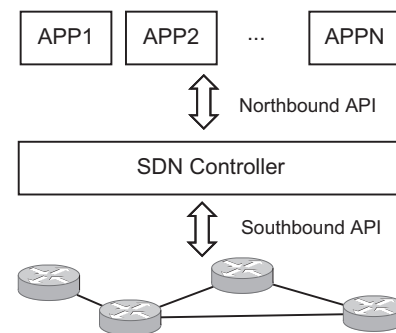 APP1 APP2 ... APPN
Northbound API
SDN Controller
Southbound API